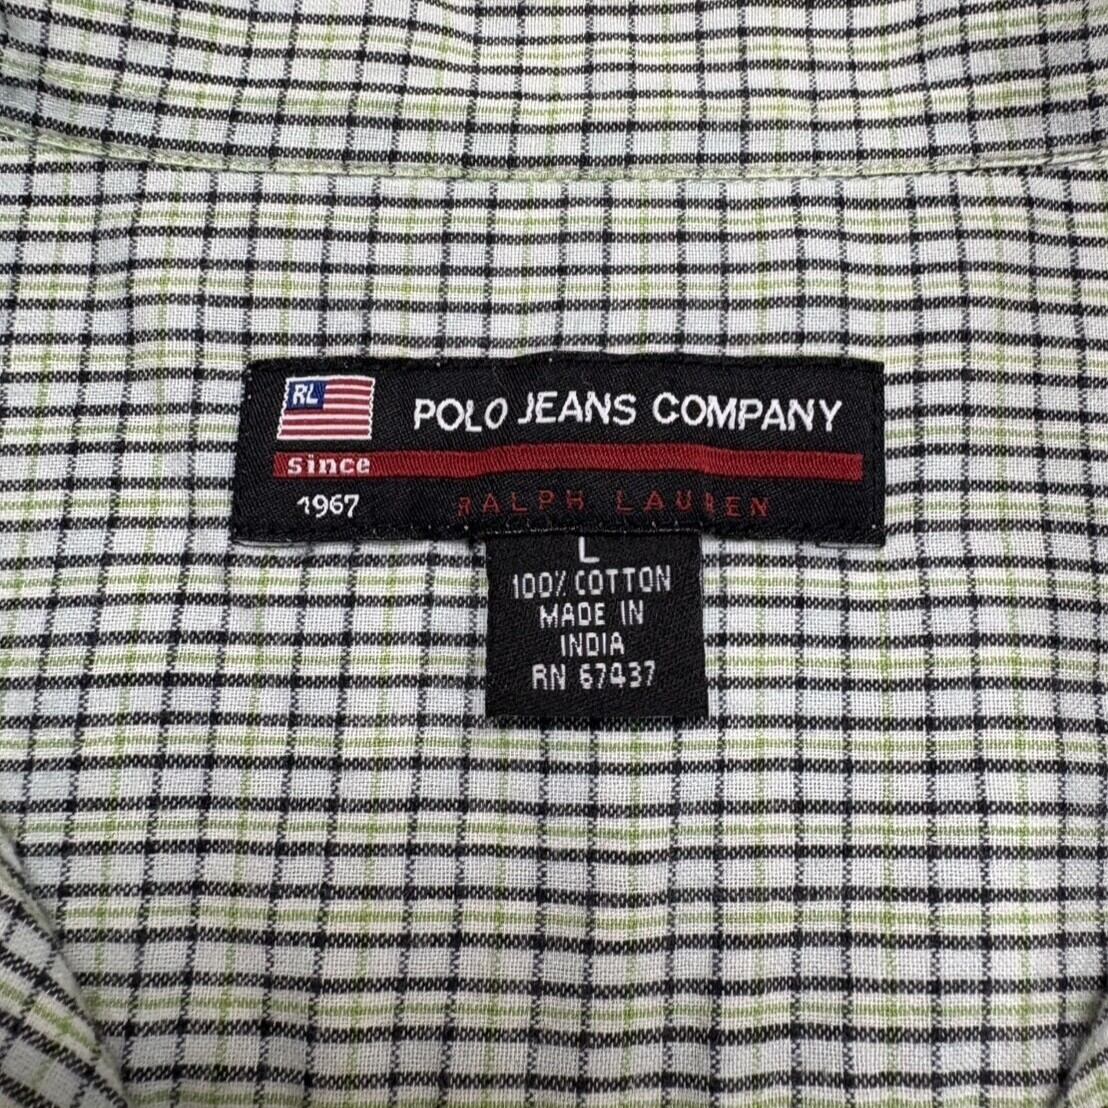 RL
POLO JEANS COMPANY
since
1967
RALPH LAUREN
L
100% COTTON
MADE IN
INDIA
RN 67437